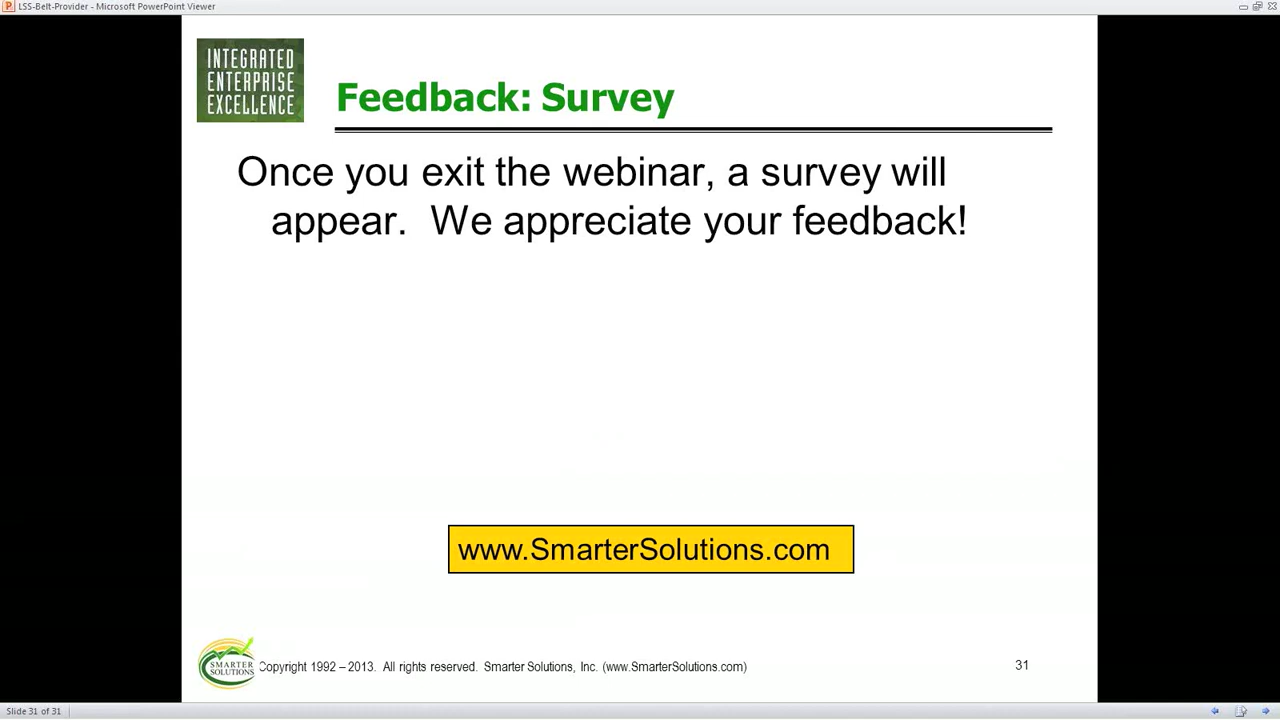 LSS-Belt-Provider - Microsoft PowerPoint Viewer
INTEGRATED
ENTERPRISE
EXCELLENCE
Feedback: Survey
Once you exit the webinar, a survey will
appear. We appreciate your feedback!
www.SmarterSolutions.com
SMARTER
SOLUTIONS
Copyright 1992 – 2013. All rights reserved. Smarter Solutions, Inc. (www.SmarterSolutions.com)
31
Slide 31 of 31